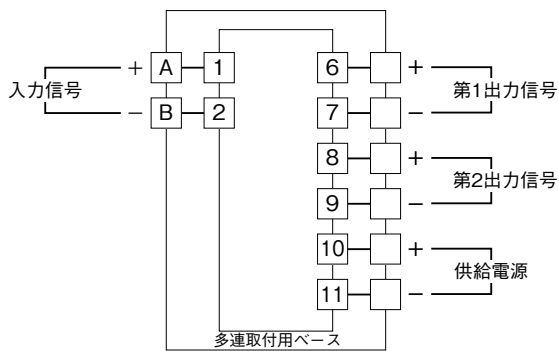 + A 1 6 +
入力信号 第1出力信号
− B 2 7 −
8 +
第2出力信号
9 −
10 +
供給電源
11 −
多連取付用ベース